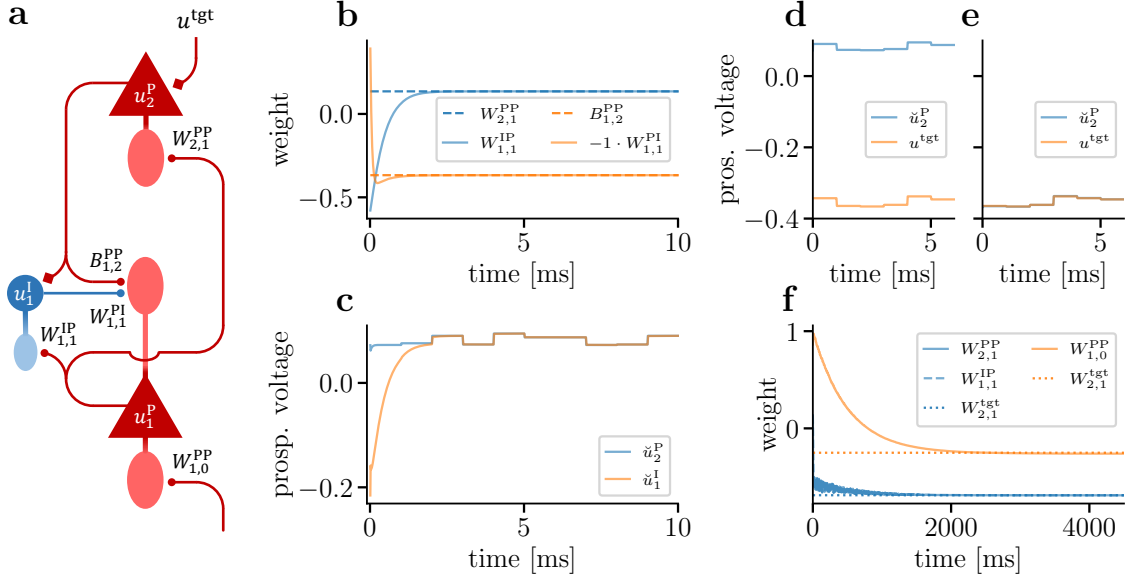 a
u^tgt
u_2^P
W_{2,1}^{PP}
B_{1,2}^{PP}
u_1^I
W_{1,1}^{PI}
W_{1,1}^{IP}
u_1^P
W_{1,0}^{PP}
b
weight
0.0
−0.5
W_{2,1}^{PP} B_{1,2}^{PP}
W_{1,1}^{IP} −1 · W_{1,1}^{PI}
0 5 10
time [ms]
c
prosp. voltage
0.0
−0.2
ŭ_2^P
ŭ_1^I
0 5 10
time [ms]
d
pros. voltage
0.0
−0.2
−0.4
ŭ_2^P
u^tgt
0 5
time [ms]
e
ŭ_2^P
u^tgt
0 5
time [ms]
f
weight
1
0
W_{2,1}^{PP} W_{1,0}^{PP}
W_{1,1}^{IP} W_{2,1}^{tgt}
W_{2,1}^{tgt}
0 2000 4000
time [ms]